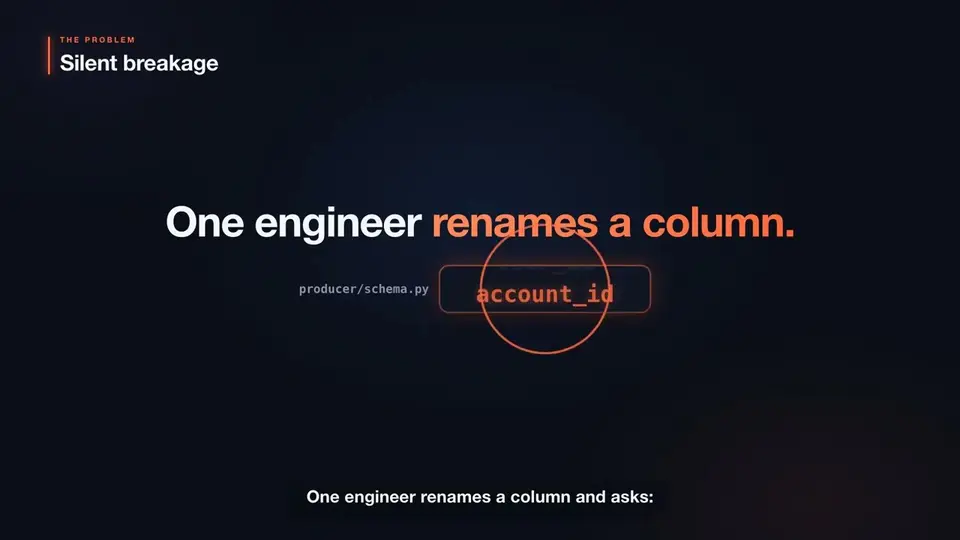 THE PROBLEM
Silent breakage
One engineer renames a column.
producer/schema.py
account_id
One engineer renames a column and asks: